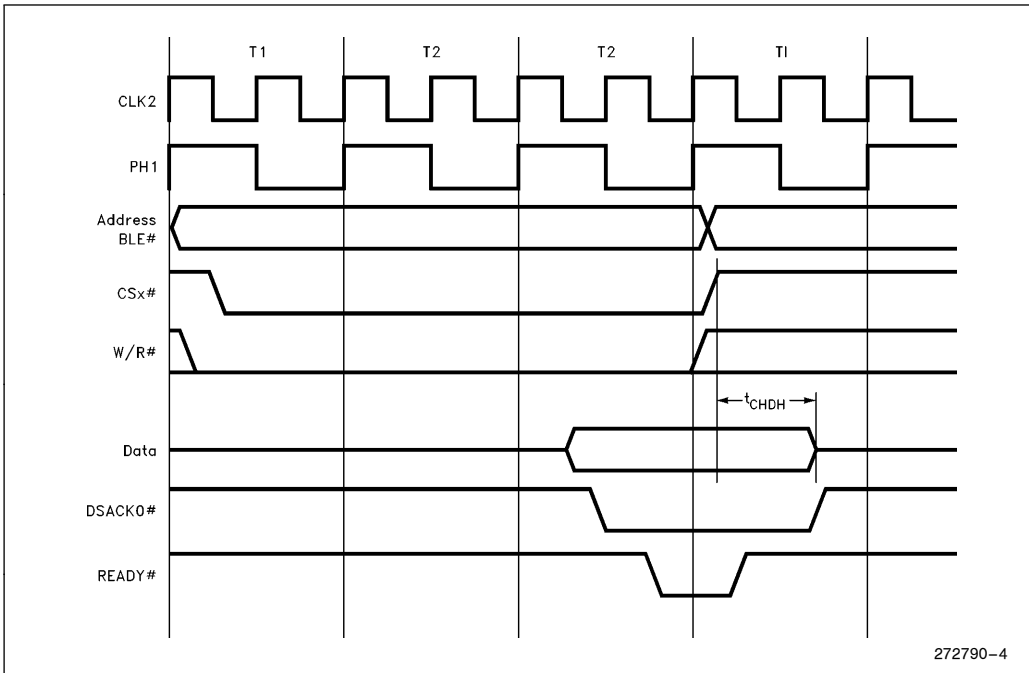 T1 T2 T2 TI
CLK2
PH1
Address
BLE#
CSx#
W/R#
tCHDH
Data
DSACK0#
READY#
272790-4